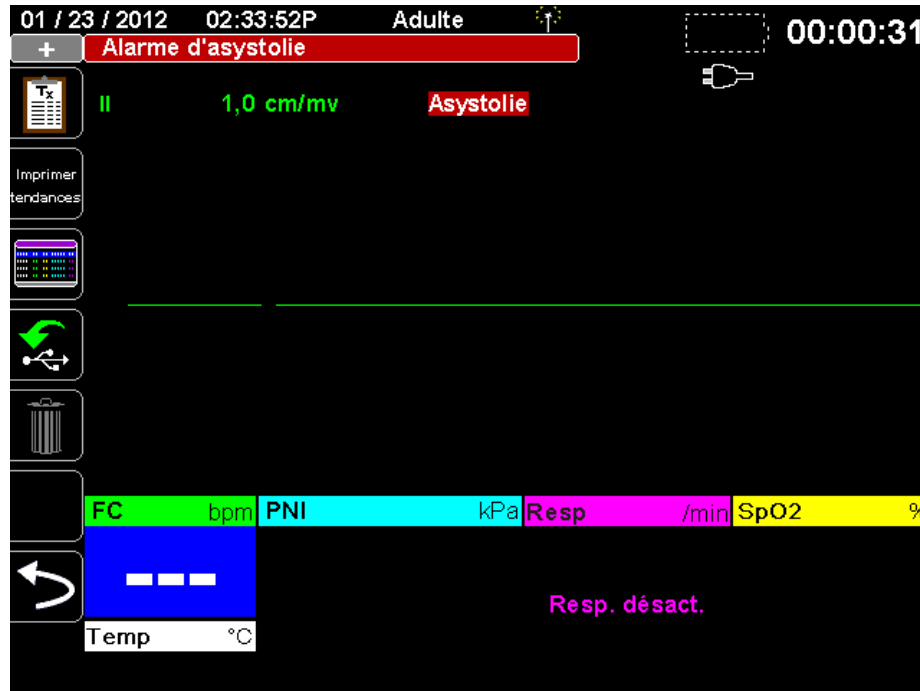 01 / 23 / 2012 02:33:52P Adulte 00:00:31
+ Alarme d'asystolie
Tx
II 1,0 cm/mv Asystolie
Imprimer
tendances
FC bpm PNI kPa Resp /min SpO2 %
---
Resp. désact.
Temp °C